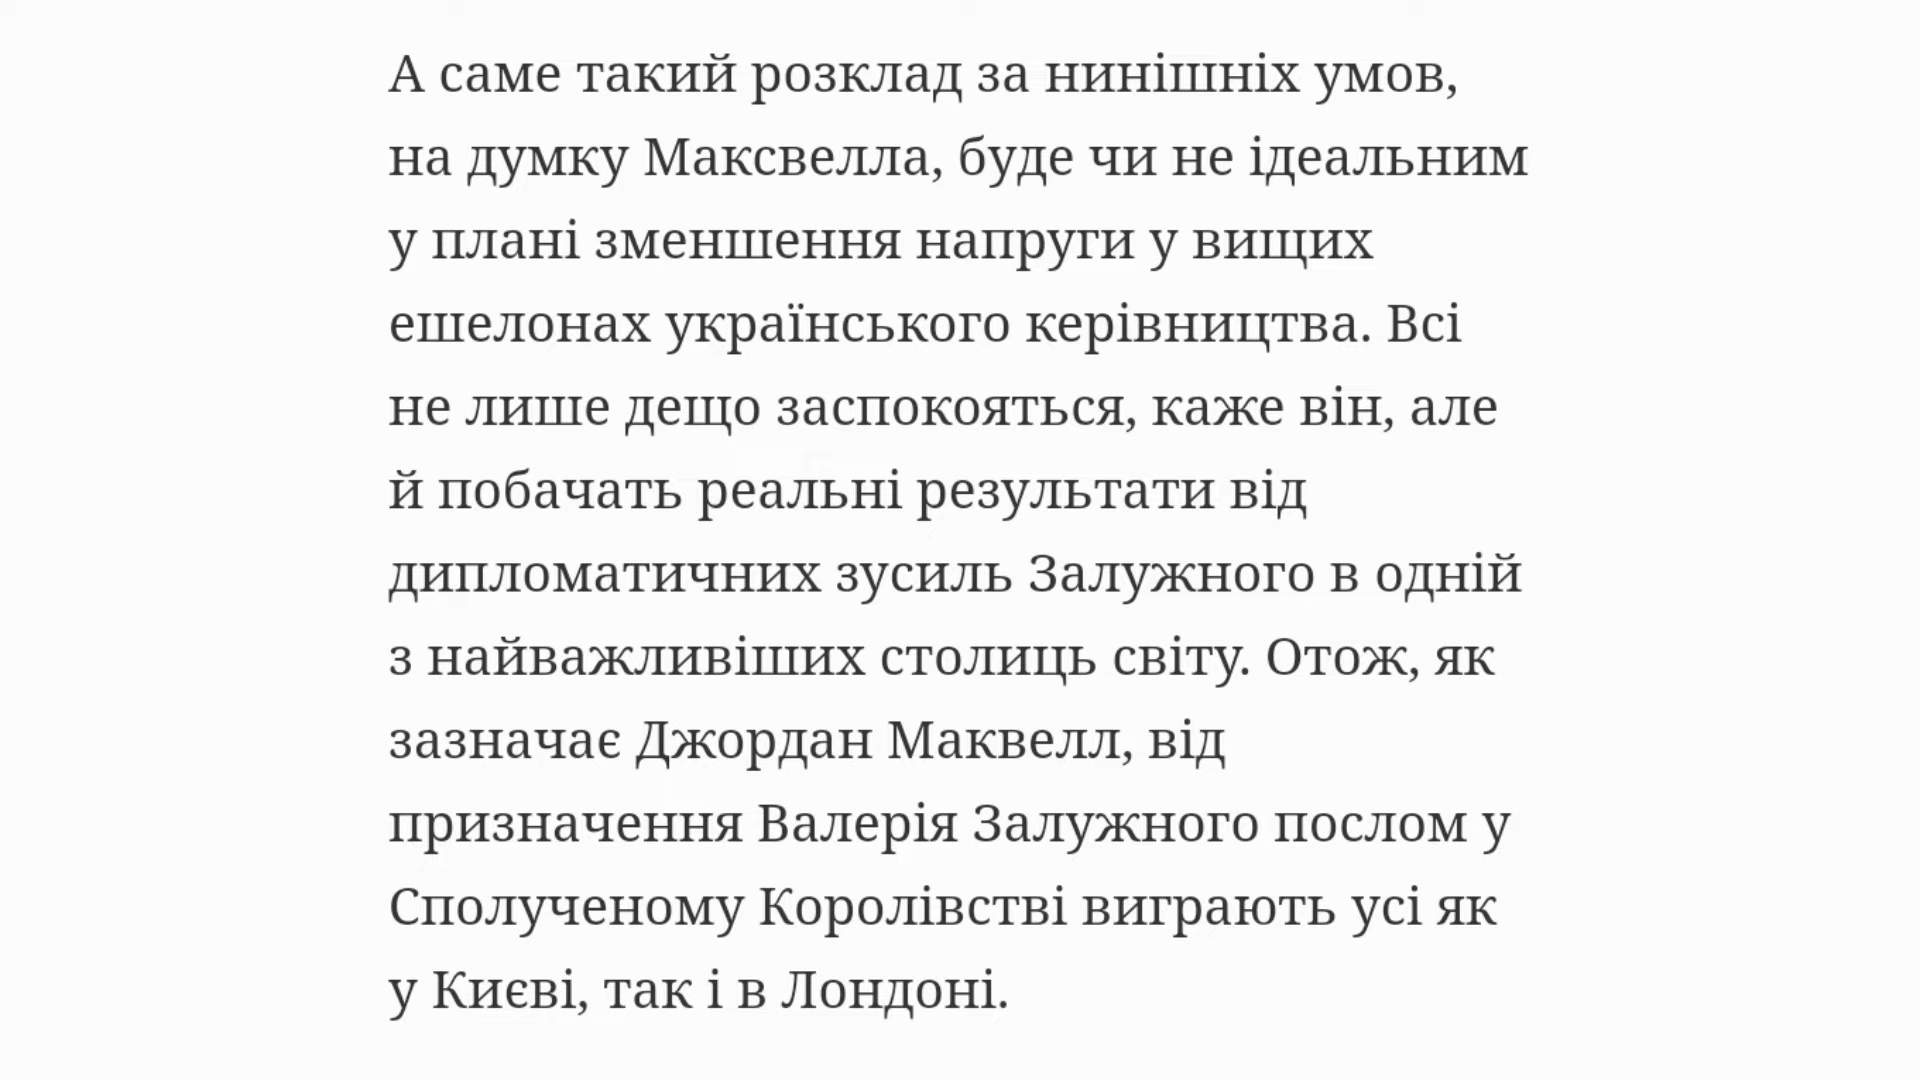 А саме такий розклад за нинішніх умов,
на думку Максвелла, буде чи не ідеальним
у плані зменшення напруги у вищих
ешелонах українського керівництва. Всі
не лише дещо заспокояться, каже він, але
й побачать реальні результати від
дипломатичних зусиль Залужного в одній
з найважливіших столиць світу. Отож, як
зазначає Джордан Маквелл, від
призначення Валерія Залужного послом у
Сполученому Королівстві виграють усі як
у Києві, так і в Лондоні.